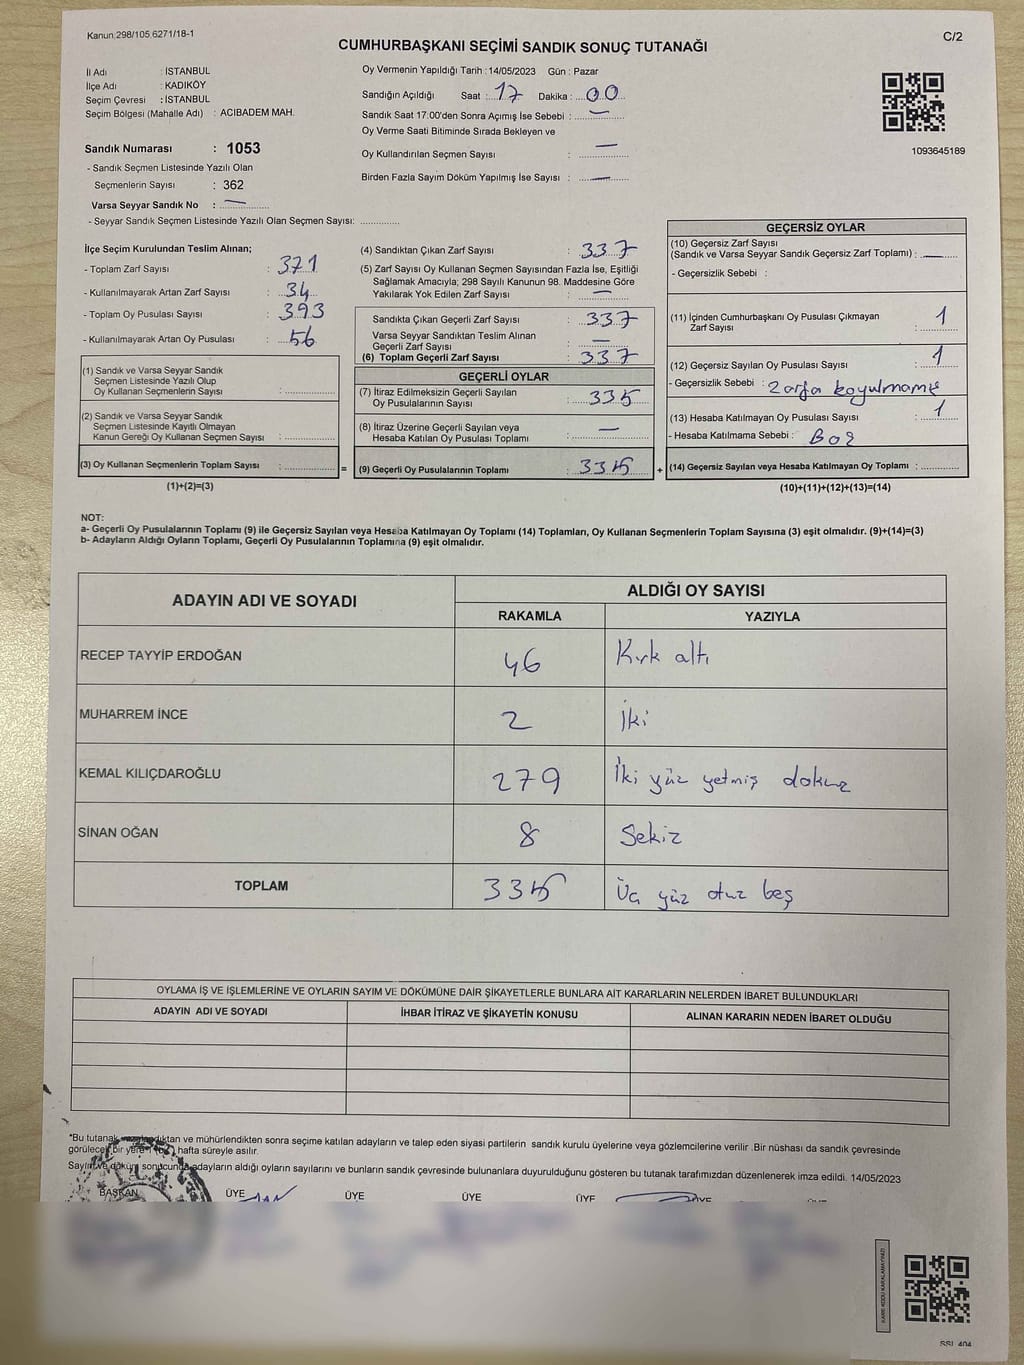 Kanun:298/105,6271/18-1
C/2
CUMHURBAŞKANI SEÇİMİ SANDIK SONUÇ TUTANAĞI
İl Adı : İSTANBUL
İlçe Adı : KADIKÖY
Seçim Çevresi : İSTANBUL
Seçim Bölgesi (Mahalle Adı) : ACIBADEM MAH.
Oy Vermenin Yapıldığı Tarih : 14/05/2023 Gün : Pazar
Sandığın Açıldığı Saat : 17 Dakika : 00
Sandık Saat 17.00'den Sonra Açımış İse Sebebi : —
Oy Verme Saati Bitiminde Sırada Bekleyen ve
Oy Kullandırılan Seçmen Sayısı : —
Birden Fazla Sayım Döküm Yapılmış İse Sayısı : —
1093645189
Sandık Numarası : 1053
- Sandık Seçmen Listesinde Yazılı Olan
Seçmenlerin Sayısı : 362
Varsa Seyyar Sandık No : —
- Seyyar Sandık Seçmen Listesinde Yazılı Olan Seçmen Sayısı: ............
İlçe Seçim Kurulundan Teslim Alınan;
- Toplam Zarf Sayısı : 371
- Kullanılmayarak Artan Zarf Sayısı : 34
- Toplam Oy Pusulası Sayısı : 393
- Kullanılmayarak Artan Oy Pusulası : 56
(1) Sandık ve Varsa Seyyar Sandık
Seçmen Listesinde Yazılı Olup
Oy Kullanan Seçmenlerin Sayısı : ............
(2) Sandık ve Varsa Seyyar Sandık
Seçmen Listesinde Kayıtlı Olmayan
Kanun Gereği Oy Kullanan Seçmen Sayısı : ............
(3) Oy Kullanan Seçmenlerin Toplam Sayısı : ............ =
(1)+(2)=(3)
(4) Sandıktan Çıkan Zarf Sayısı : 337
(5) Zarf Sayısı Oy Kullanan Seçmen Sayısından Fazla İse, Eşitliği
Sağlamak Amacıyla; 298 Sayılı Kanunun 98. Maddesine Göre
Yakılarak Yok Edilen Zarf Sayısı : —
Sandıkta Çıkan Geçerli Zarf Sayısı : 337
Varsa Seyyar Sandıktan Teslim Alınan
Geçerli Zarf Sayısı : —
(6) Toplam Geçerli Zarf Sayısı : 337
GEÇERLİ OYLAR
(7) İtiraz Edilmeksizin Geçerli Sayılan
Oy Pusulalarının Sayısı : 335
(8) İtiraz Üzerine Geçerli Sayılan veya
Hesaba Katılan Oy Pusulası Toplamı : —
(9) Geçerli Oy Pusulalarının Toplamı : 335 +
GEÇERSİZ OYLAR
(10) Geçersiz Zarf Sayısı
(Sandık ve Varsa Seyyar Sandık Geçersiz Zarf Toplamı) : —
- Geçersizlik Sebebi :
(11) İçinden Cumhurbaşkanı Oy Pusulası Çıkmayan
Zarf Sayısı : 1
(12) Geçersiz Sayılan Oy Pusulası Sayısı : 1
- Geçersizlik Sebebi : Zarfa koyulmamış
(13) Hesaba Katılmayan Oy Pusulası Sayısı : 1
- Hesaba Katılmama Sebebi : Boş
(14) Geçersiz Sayılan veya Hesaba Katılmayan Oy Toplamı : ............
(10)+(11)+(12)+(13)=(14)
NOT:
a- Geçerli Oy Pusulalarının Toplamı (9) ile Geçersiz Sayılan veya Hesaba Katılmayan Oy Toplamı (14) Toplamları, Oy Kullanan Seçmenlerin Toplam Sayısına (3) eşit olmalıdır. (9)+(14)=(3)
b- Adayların Aldığı Oyların Toplamı, Geçerli Oy Pusulalarının Toplamına (9) eşit olmalıdır.
ADAYIN ADI VE SOYADI ALDIĞI OY SAYISI
RAKAMLA YAZIYLA
RECEP TAYYİP ERDOĞAN 46 Kırk altı
MUHARREM İNCE 2 İki
KEMAL KILIÇDAROĞLU 279 İki yüz yetmiş dokuz
SİNAN OĞAN 8 Sekiz
TOPLAM 335 Üç yüz otuz beş
OYLAMA İŞ VE İŞLEMLERİNE VE OYLARIN SAYIM VE DÖKÜMÜNE DAİR ŞİKAYETLERLE BUNLARA AİT KARARLARIN NELERDEN İBARET BULUNDUKLARI
ADAYIN ADI VE SOYADI İHBAR İTİRAZ VE ŞİKAYETİN KONUSU ALINAN KARARIN NEDEN İBARET OLDUĞU
"Bu tutanak ve mühürlendikten sonra seçime katılan adayların ve talep eden siyasi partilerin sandık kurulu üyelerine veya gözlemcilerine verilir .Bir nüshası da sandık çevresinde
görülecek bir yere hafta süreyle asılır.
Sayım ve döküm sonucunda adayların aldığı oyların sayılarını ve bunların sandık çevresinde bulunanlara duyurulduğunu gösteren bu tutanak tarafımızdan düzenlenerek imza edildi. 14/05/2023
BAŞKAN ÜYE ÜYE ÜYE ÜYE ÜYE ÜYE